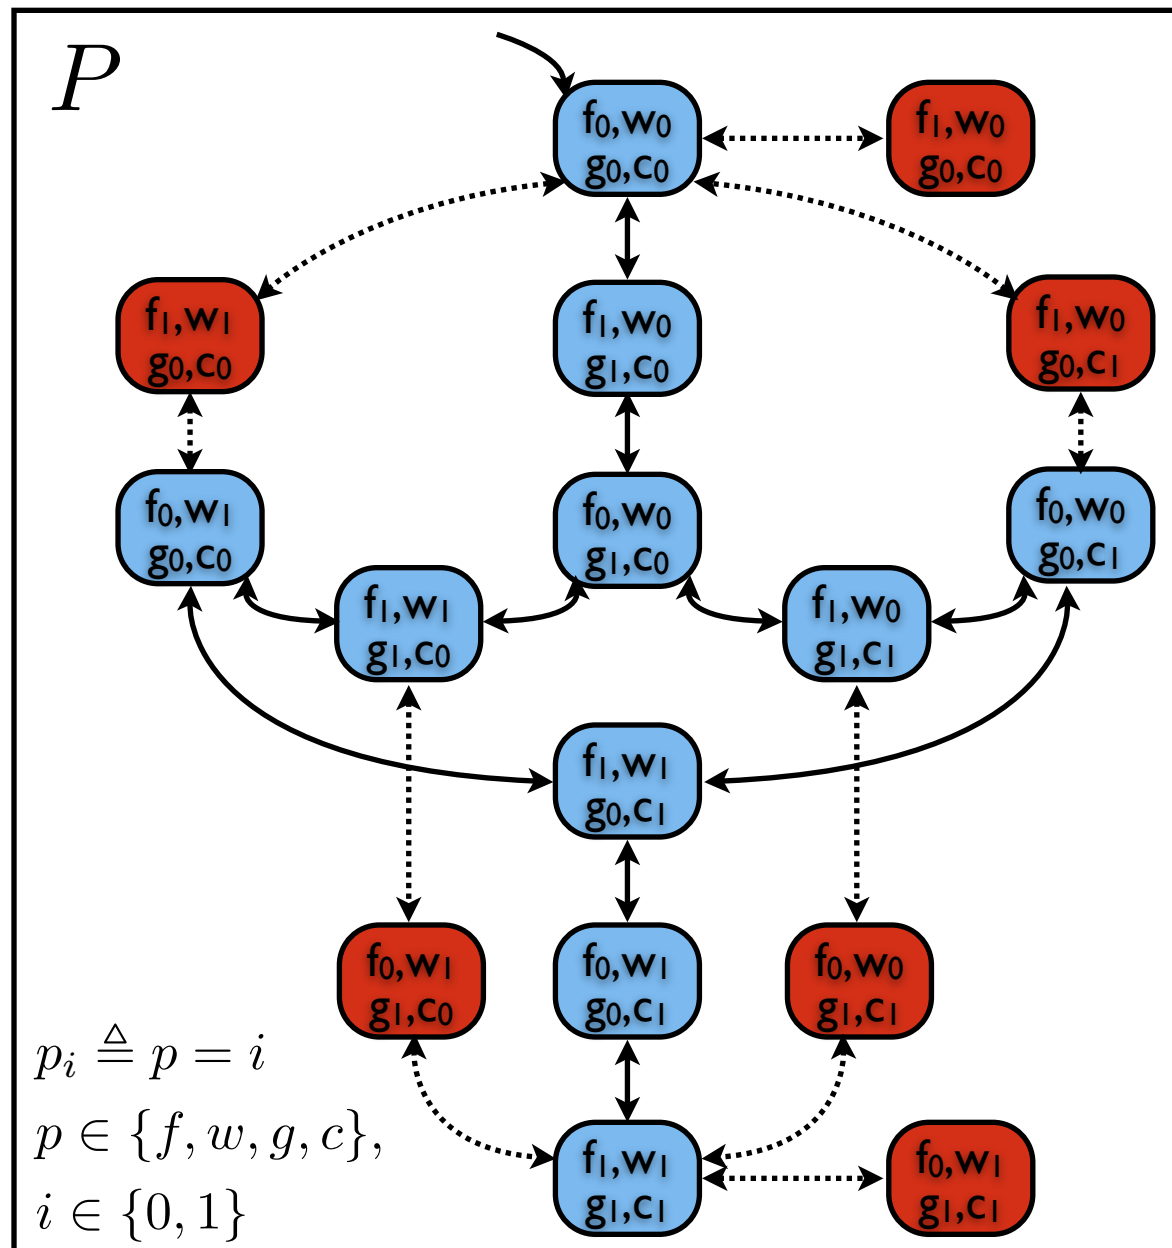 P
f₀,w₀
g₀,c₀
f₁,w₀
g₀,c₀
f₁,w₁
g₀,c₀
f₁,w₀
g₁,c₀
f₁,w₀
g₀,c₁
f₀,w₁
g₀,c₀
f₀,w₀
g₁,c₀
f₀,w₀
g₀,c₁
f₁,w₁
g₁,c₀
f₁,w₀
g₁,c₁
f₁,w₁
g₀,c₁
f₀,w₁
g₁,c₀
f₀,w₁
g₀,c₁
f₀,w₀
g₁,c₁
f₁,w₁
g₁,c₁
f₀,w₁
g₁,c₁
pᵢ ≜ p = i
p ∈ {f, w, g, c},
i ∈ {0, 1}